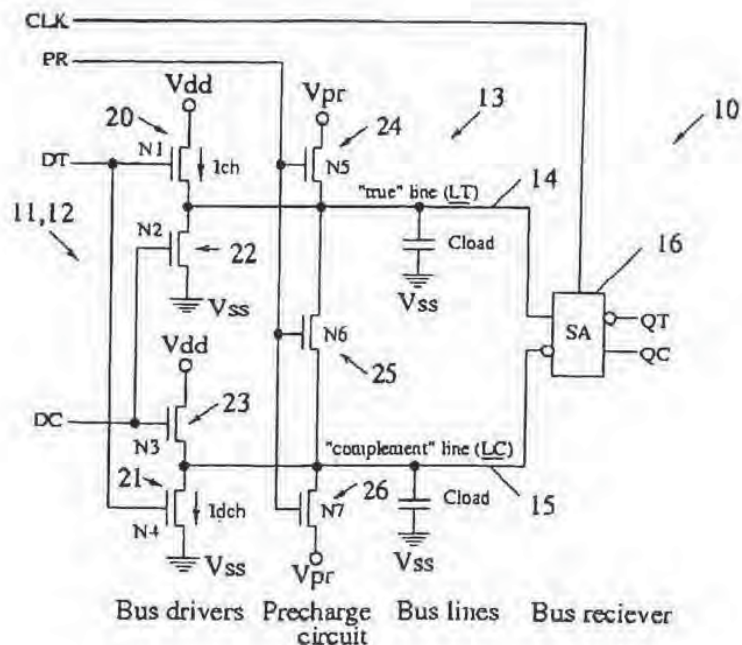 CLK
PR
Vdd
Vpr
20
24
13
10
DT
N1
Ich
N5
"true" line (LT)
14
11,12
N2
22
Cload
16
Vss
Vss
Vdd
N6
SA
QT
QC
25
23
DC
N3
"complement" line (LC)
21
26
15
N4
Idch
N7
Cload
Vss
Vpr
Vss
Bus drivers
Precharge circuit
Bus lines
Bus reciever